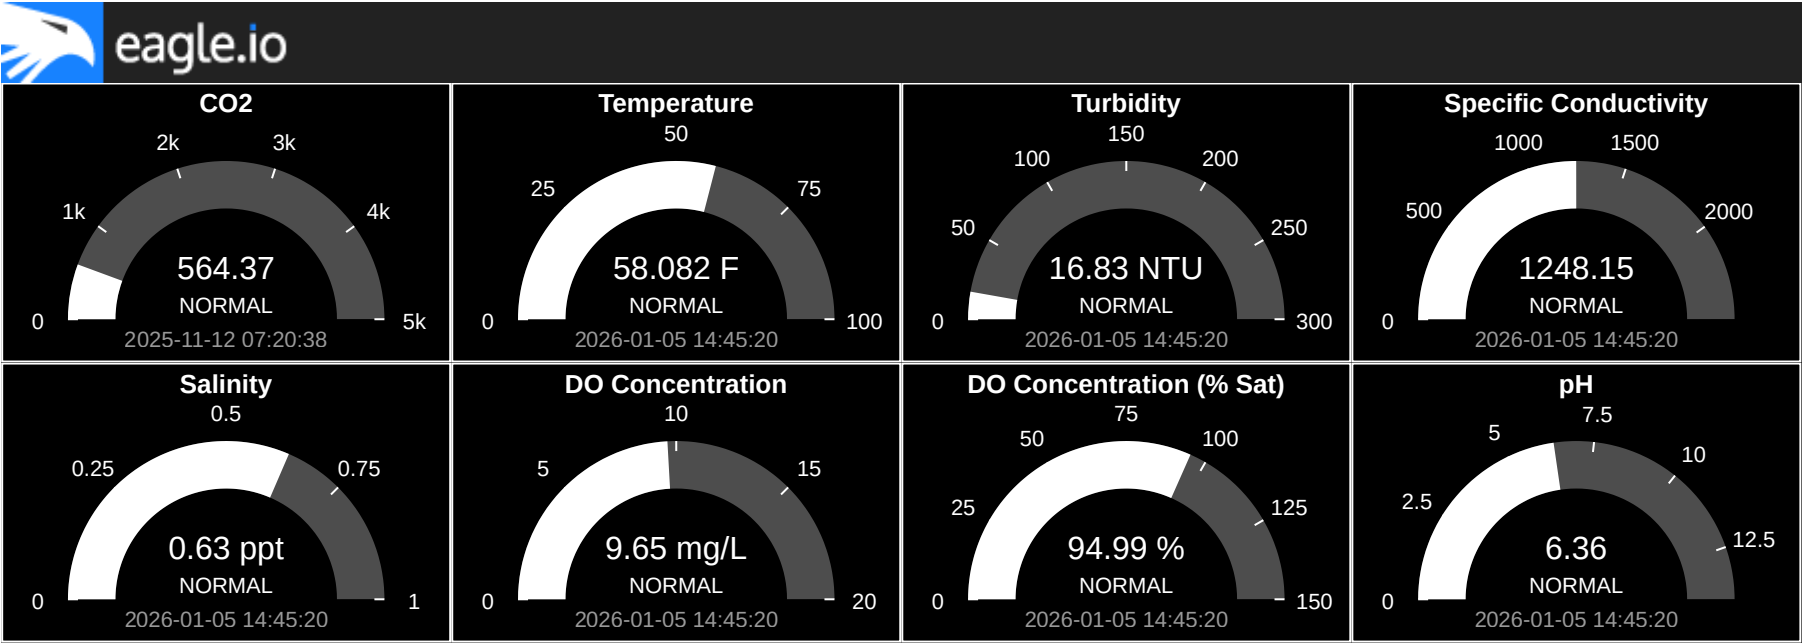 eagle.io
CO2
0
1k
2k
3k
4k
5k
564.37
NORMAL
2025-11-12 07:20:38
Temperature
0
25
50
75
100
58.082 F
NORMAL
2026-01-05 14:45:20
Turbidity
0
50
100
150
200
250
300
16.83 NTU
NORMAL
2026-01-05 14:45:20
Specific Conductivity
0
500
1000
1500
2000
1248.15
NORMAL
2026-01-05 14:45:20
Salinity
0
0.25
0.5
0.75
1
0.63 ppt
NORMAL
2026-01-05 14:45:20
DO Concentration
0
5
10
15
20
9.65 mg/L
NORMAL
2026-01-05 14:45:20
DO Concentration (% Sat)
0
25
50
75
100
125
150
94.99 %
NORMAL
2026-01-05 14:45:20
pH
0
2.5
5
7.5
10
12.5
6.36
NORMAL
2026-01-05 14:45:20